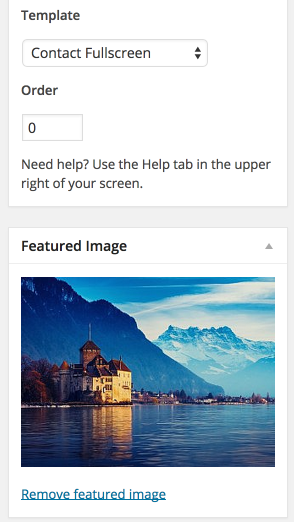 Template
Contact Fullscreen
Order
0
Need help? Use the Help tab in the upper
right of your screen.
Featured Image
Remove featured image